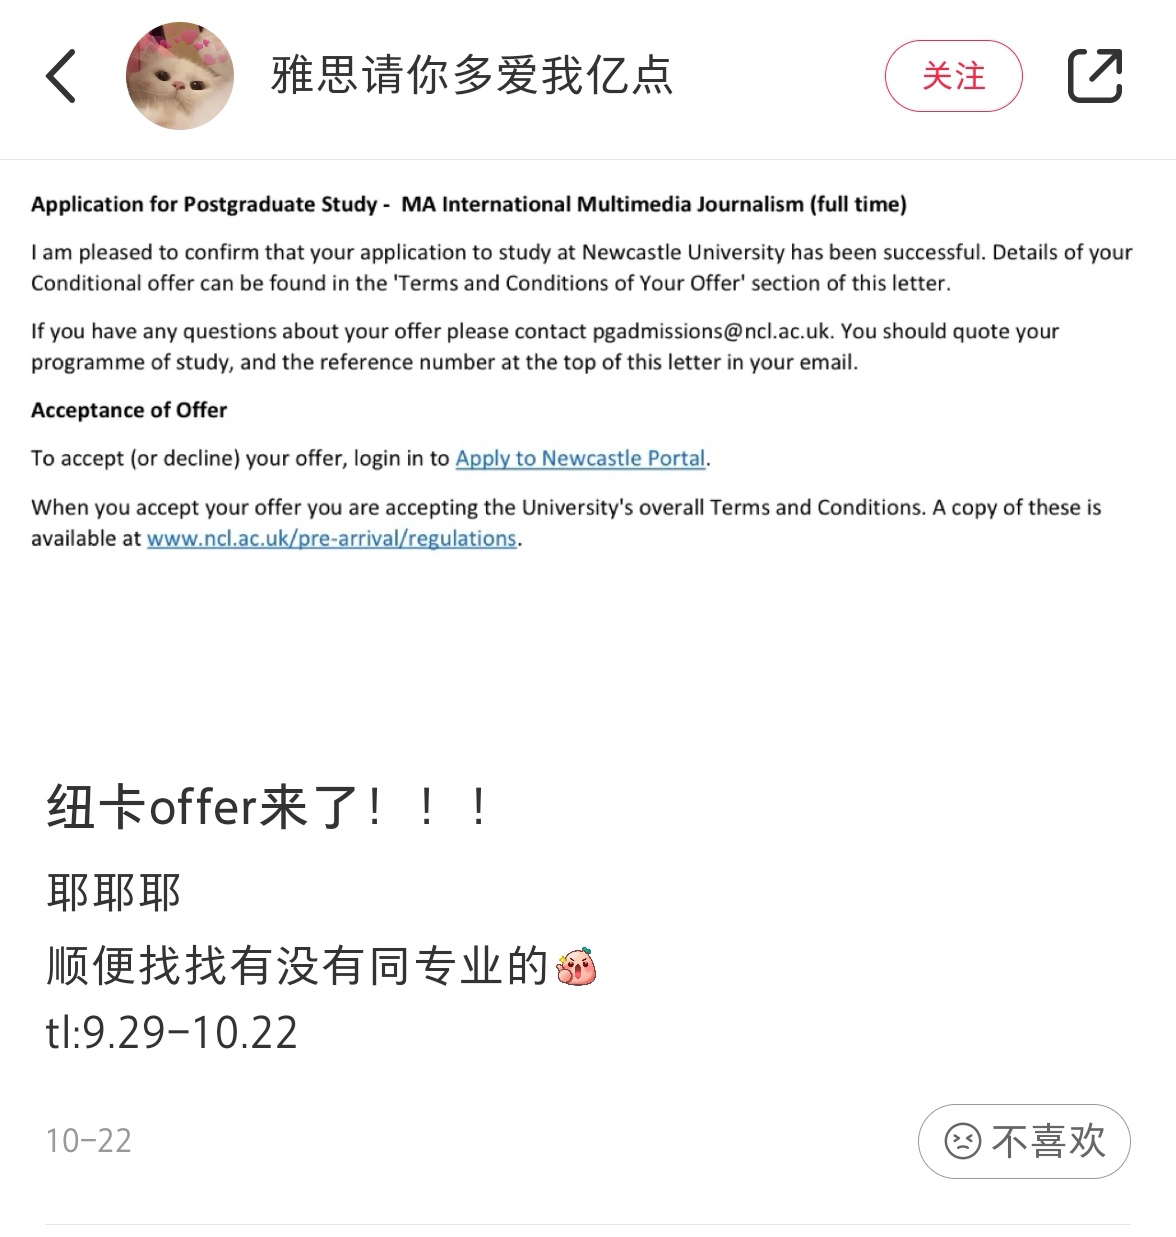 雅思请你多爱我亿点
关注
Application for Postgraduate Study -  MA International Multimedia Journalism (full time)
I am pleased to confirm that your application to study at Newcastle University has been successful. Details of your
Conditional offer can be found in the 'Terms and Conditions of Your Offer' section of this letter.
If you have any questions about your offer please contact pgadmissions@ncl.ac.uk. You should quote your
programme of study, and the reference number at the top of this letter in your email.
Acceptance of Offer
To accept (or decline) your offer, login in to Apply to Newcastle Portal.
When you accept your offer you are accepting the University's overall Terms and Conditions. A copy of these is
available at www.ncl.ac.uk/pre-arrival/regulations.
纽卡offer来了！！！
耶耶耶
顺便找找有没有同专业的
tl:9.29-10.22
10-22
不喜欢